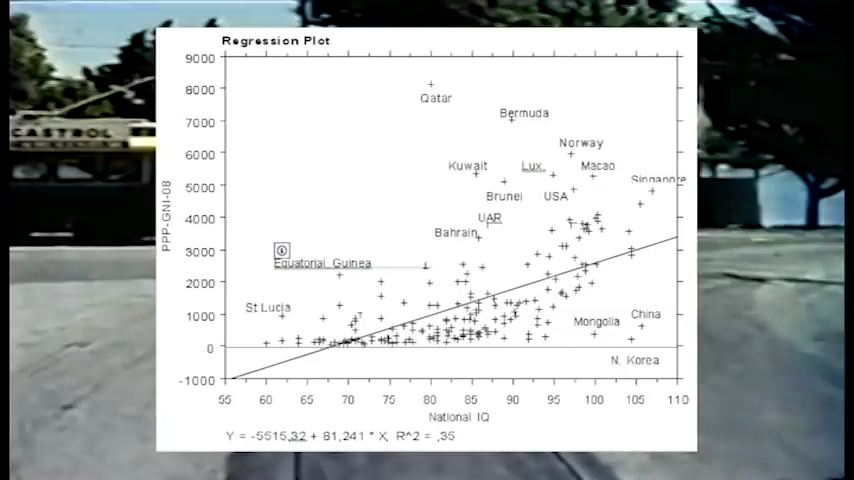 CASTROL
Regression Plot
9000
8000
7000
6000
5000
4000
3000
2000
1000
0
-1000
PPP-GNI-08
Qatar
Bermuda
Norway
Kuwait
Lux.
Macao
Singapore
Brunei
USA
UAR
Bahrain
Equatorial Guinea
St Lucia
Mongolia
China
N. Korea
55 60 65 70 75 80 85 90 95 100 105 110
National IQ
Y = -5515,32 + 81,241 * X; R^2 = ,35